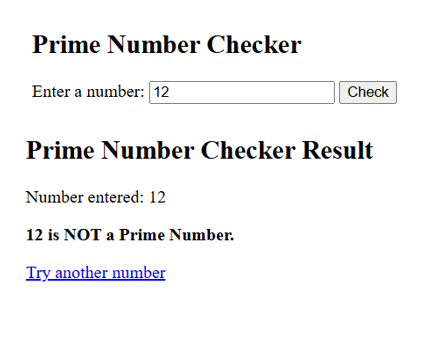 Prime Number Checker
Enter a number: 12 Check
Prime Number Checker Result
Number entered: 12
12 is NOT a Prime Number.
Try another number